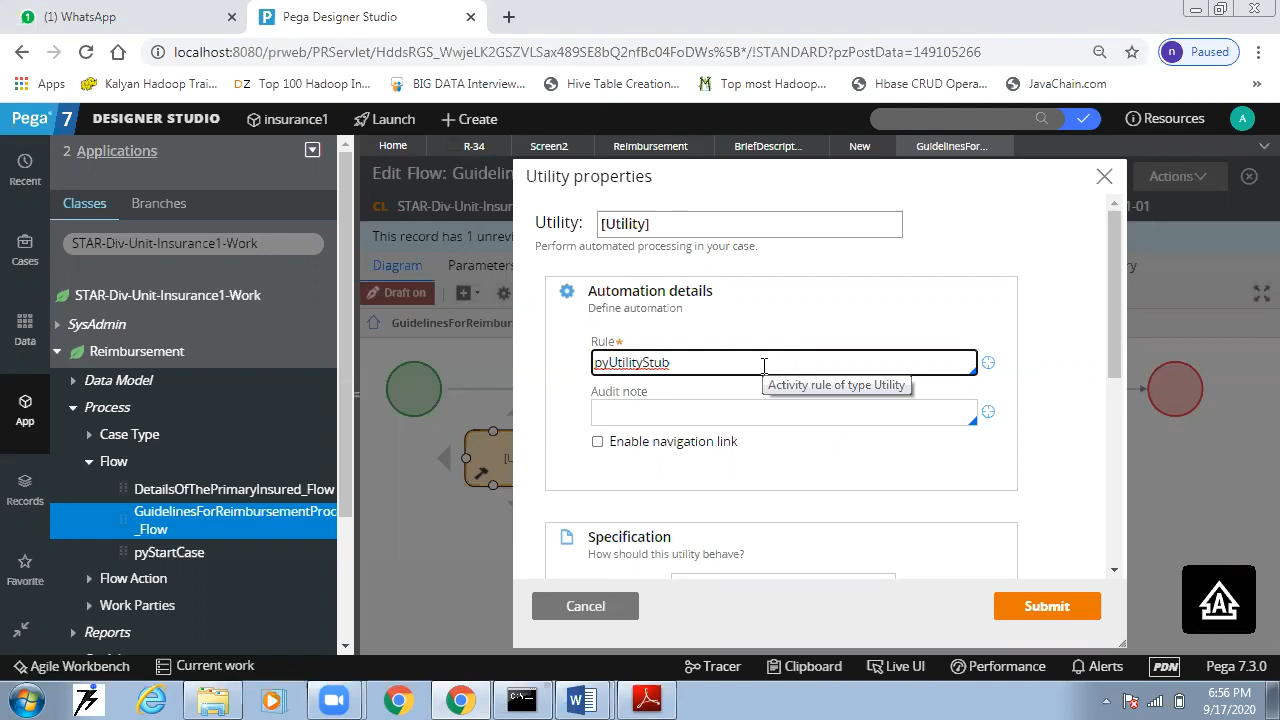 (1) WhatsApp
Pega Designer Studio
localhost:8080/prweb/PRServlet/HddsRGS_WwjeLK2GSZVLSax489SE8bQ2nfBc04FoDWs%5B*/!STANDARD?pzPostData=149105266
n Paused
Apps
Kalyan Hadoop Trai...
DZ Top 100 Hadoop In...
BIG DATA Interview...
Hive Table Creation...
Top most Hadoop...
Hbase CRUD Opera...
JavaChain.com
»
Pega 7 DESIGNER STUDIO
insurance1
Launch
Create
Resources
A
2 Applications
Home
R-34
Screen2
Reimbursement
BriefDescript...
New
GuidelinesFor...
Recent
Cases
Data
App
Records
Favorite
Classes
Branches
STAR-Div-Unit-Insurance1-Work
STAR-Div-Unit-Insurance1-Work
SysAdmin
Reimbursement
Data Model
Process
Case Type
Flow
DetailsOfThePrimaryInsured_Flow
GuidelinesForReimbursementProc
_Flow
pyStartCase
Flow Action
Work Parties
Reports
Edit Flow: Guidelin
Actions
CL STAR-Div-Unit-Insur
1-01
This record has 1 unrevi
Diagram
Parameters
ry
Draft on
GuidelinesForReimbur
[U
Utility properties
Utility: [Utility]
Perform automated processing in your case.
Automation details
Define automation
Rule*
pyUtilityStub
Activity rule of type Utility
Audit note
Enable navigation link
Specification
How should this utility behave?
Cancel
Submit
A
Agile Workbench
Current work
Tracer
Clipboard
Live UI
Performance
Alerts
PDN
Pega 7.3.0
6:56 PM
9/17/2020